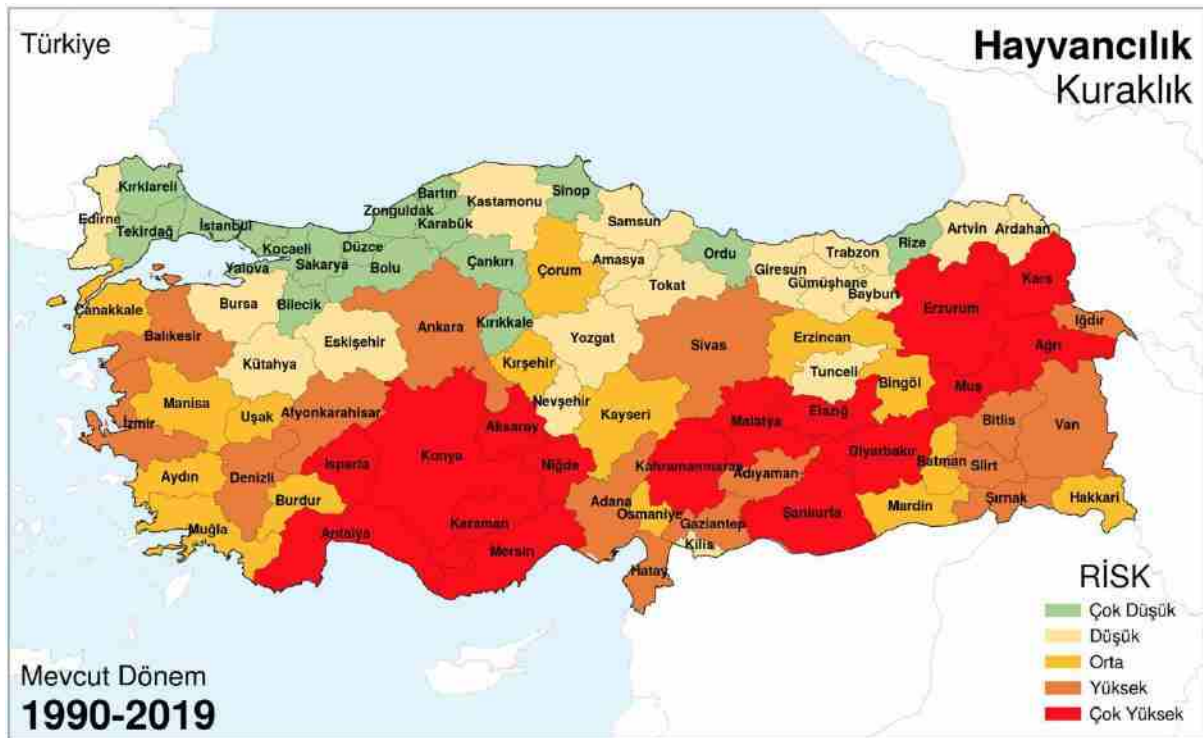 Türkiye
Hayvancılık
Kuraklık
Kırklareli
Edirne
Tekirdağ
İstanbul
Kocaeli
Yalova
Sakarya
Düzce
Bolu
Bilecik
Zonguldak
Bartın
Karabük
Kastamonu
Sinop
Çankırı
Samsun
Çorum
Amasya
Tokat
Ordu
Giresun
Gümüşhane
Trabzon
Bayburt
Rize
Artvin
Ardahan
Kars
Erzurum
Iğdır
Ağrı
Çanakkale
Balıkesir
Bursa
Kütahya
Eskişehir
Ankara
Kırıkkale
Kırşehir
Yozgat
Sivas
Erzincan
Tunceli
Bingöl
Muş
Bitlis
Van
Manisa
Uşak
Afyonkarahisar
İzmir
Aydın
Denizli
Burdur
Isparta
Muğla
Antalya
Konya
Aksaray
Nevşehir
Niğde
Kayseri
Karaman
Mersin
Adana
Osmaniye
Hatay
Kahramanmaraş
Malatya
Elazığ
Adıyaman
Gaziantep
Kilis
Şanlıurfa
Diyarbakır
Batman
Mardin
Siirt
Şırnak
Hakkari
RİSK
Çok Düşük
Düşük
Orta
Yüksek
Çok Yüksek
Mevcut Dönem
1990-2019